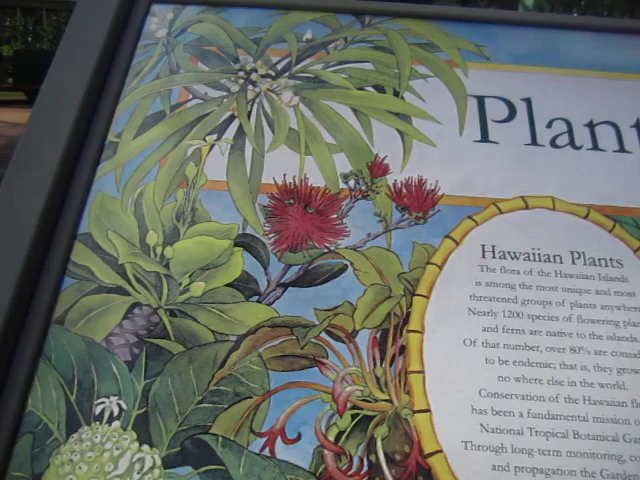 Plant
Hawaiian Plants
The flora of the Hawaiian Islands
is among the most unique and most
threatened groups of plants anywhere
Nearly 1200 species of flowering
and ferns are native to the islands.
Of that number, over 80% are
to be endemic; that is, they grow
no where else in the world.
Conservation of the Hawaiian
has been a fundamental mission
National Tropical Botanical
Through long-term monitoring,
and propagation the